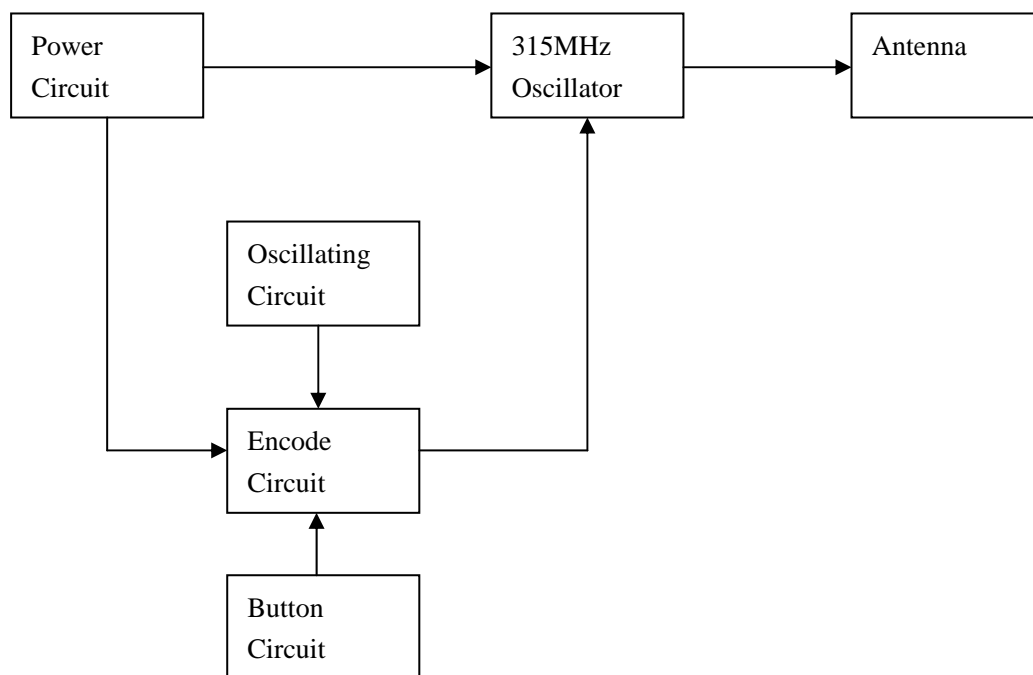 Power
Circuit
315MHz
Oscillator
Antenna
Oscillating
Circuit
Encode
Circuit
Button
Circuit